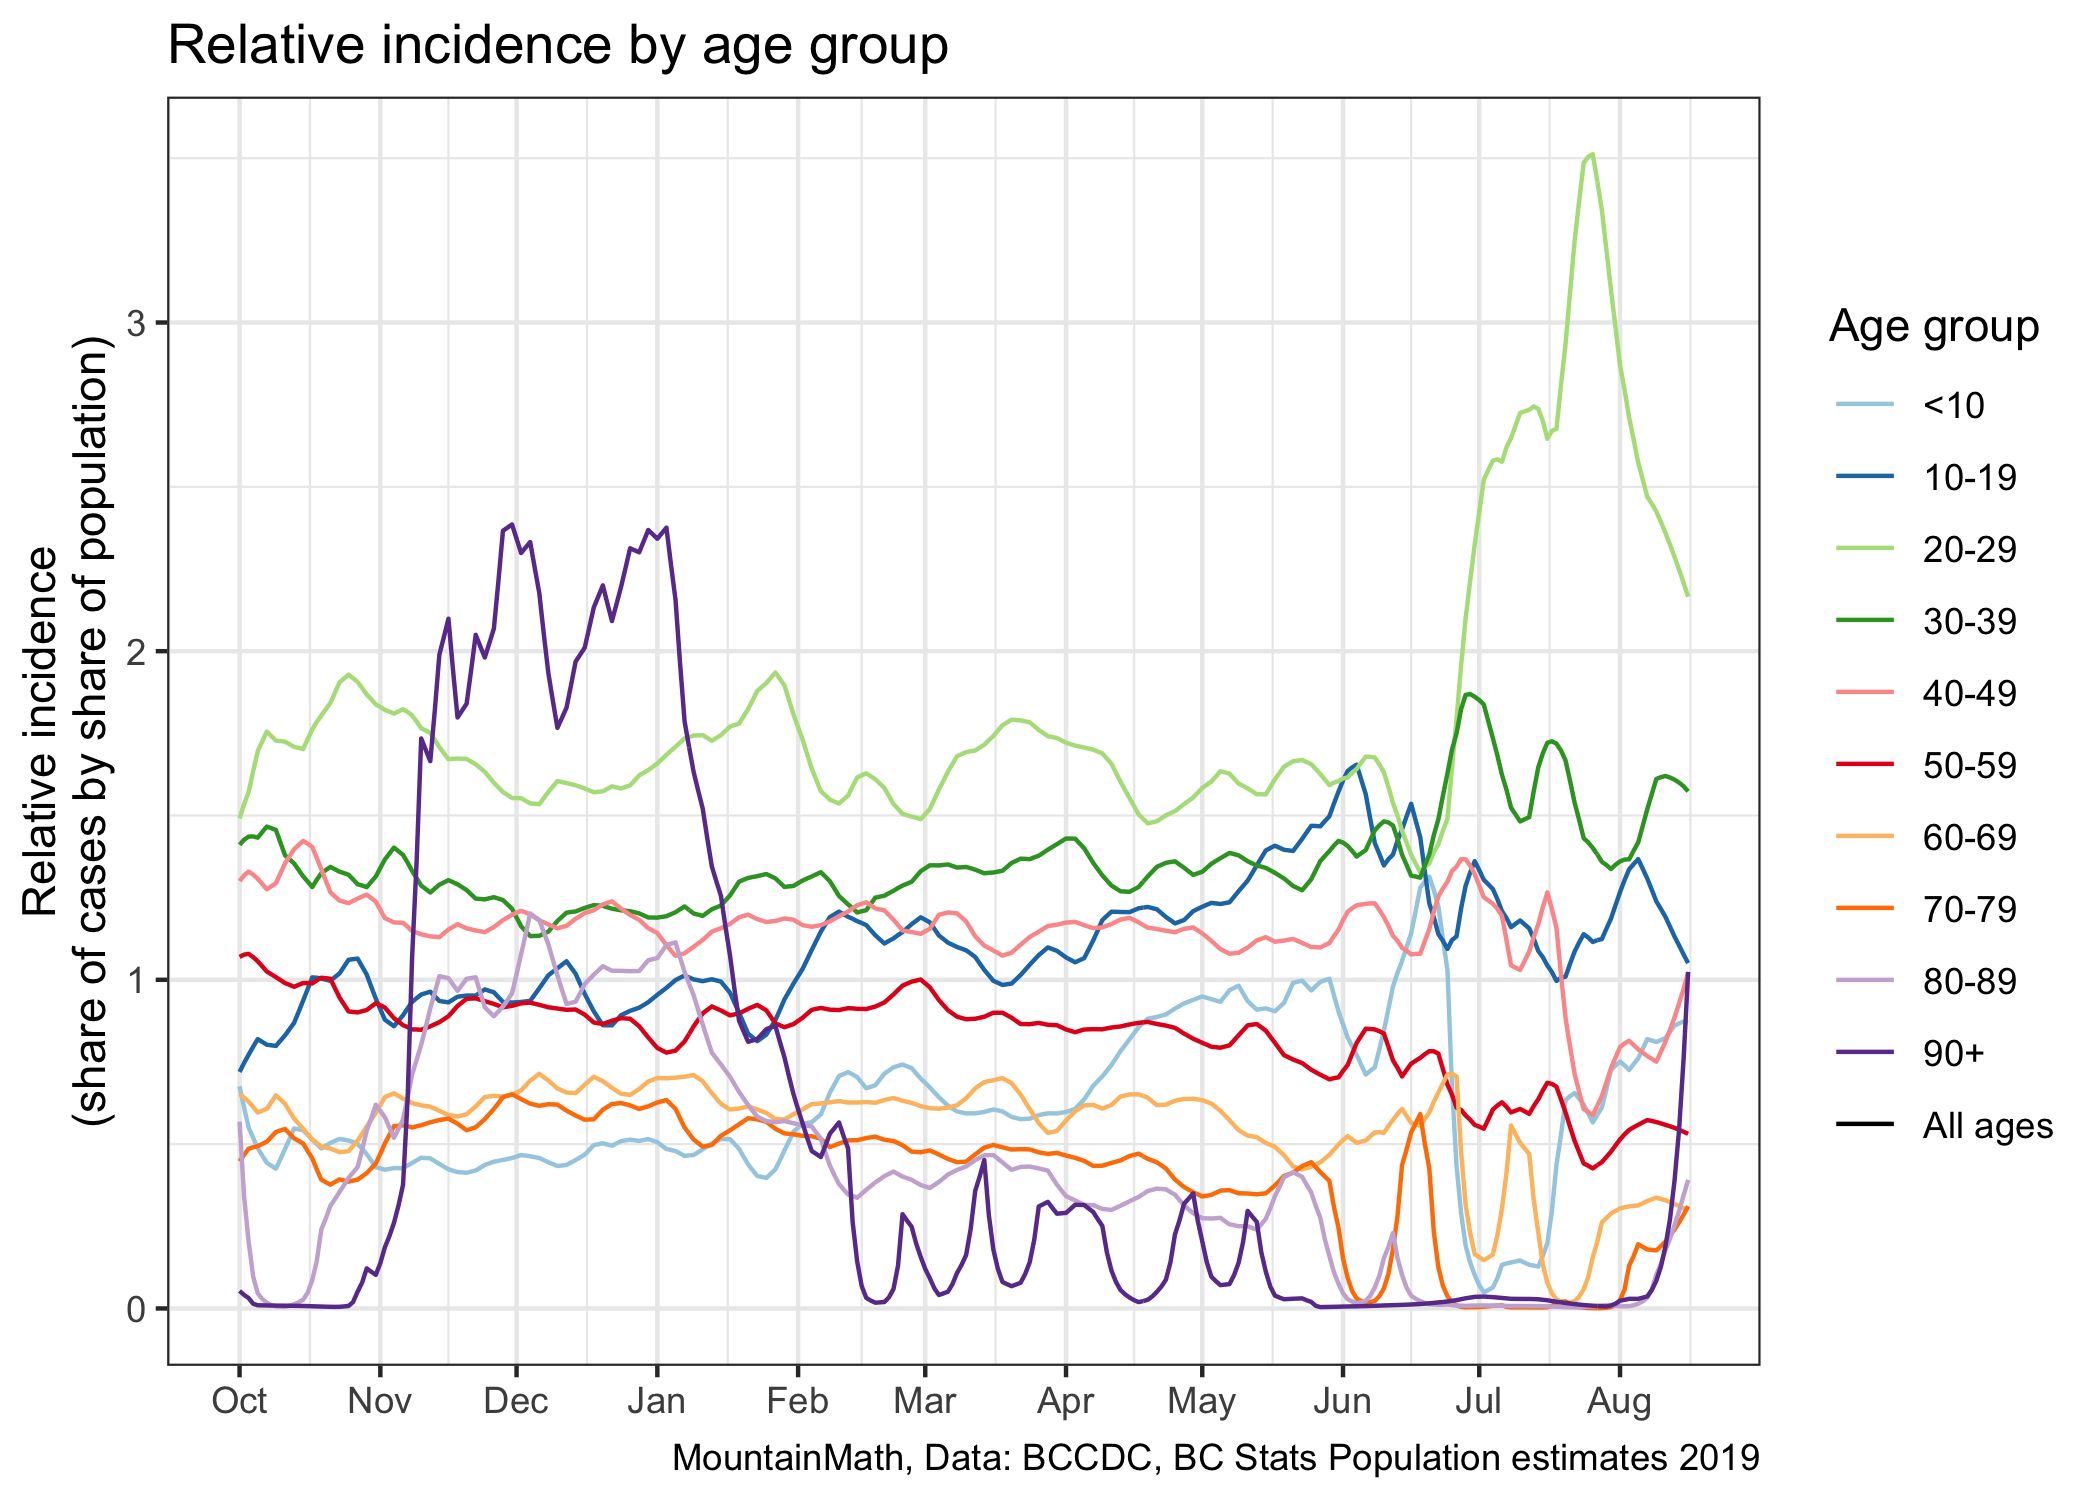 Relative incidence by age group
Relative incidence
(share of cases by share of population)
3
2
1
0
Oct Nov Dec Jan Feb Mar Apr May Jun Jul Aug
Age group
<10
10-19
20-29
30-39
40-49
50-59
60-69
70-79
80-89
90+
All ages
MountainMath, Data: BCCDC, BC Stats Population estimates 2019